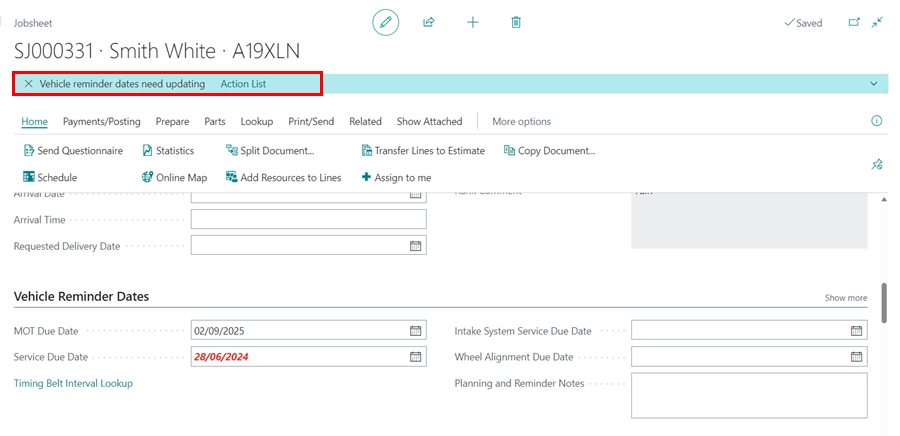 Jobsheet
Saved
SJ000331 · Smith White · A19XLN
Vehicle reminder dates need updating Action List
Home Payments/Posting Prepare Parts Lookup Print/Send Related Show Attached More options
Send Questionnaire Statistics Split Document... Transfer Lines to Estimate Copy Document...
Schedule Online Map Add Resources to Lines Assign to me
Arrival Date
Arrival Time
Requested Delivery Date
Vehicle Reminder Dates Show more
MOT Due Date 02/09/2025 Intake System Service Due Date
Service Due Date 28/06/2024 Wheel Alignment Due Date
Timing Belt Interval Lookup Planning and Reminder Notes